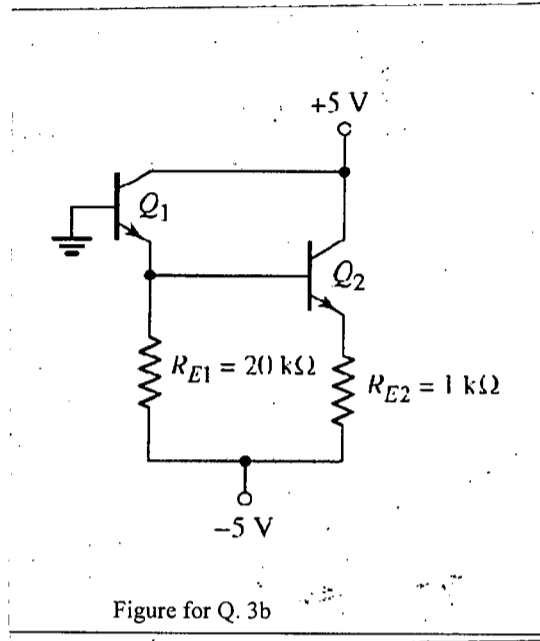 +5 V
Q1
Q2
RE1 = 20 kΩ
RE2 = 1 kΩ
−5 V
Figure for Q. 3b